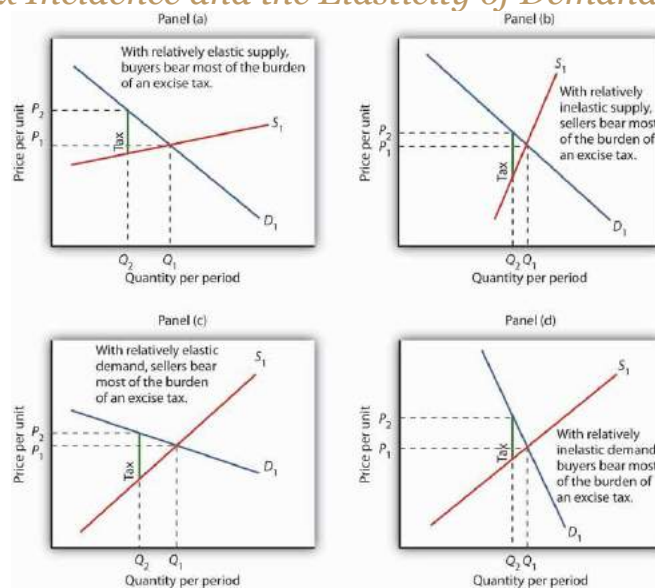 x Incidence and the Elasticity of Demand
Panel (a)
With relatively elastic supply,
buyers bear most of the burden
of an excise tax.
Price per unit
P2
P1
Tax
S1
D1
Q2 Q1
Quantity per period
Panel (b)
S1
With relatively
inelastic supply,
sellers bear most
of the burden of
an excise tax.
Price per unit
P2
P1
Tax
D1
Q2 Q1
Quantity per period
Panel (c)
With relatively elastic
demand, sellers bear
most of the burden
of an excise tax.
S1
Price per unit
P2
P1
Tax
D1
Q2 Q1
Quantity per period
Panel (d)
S1
Price per unit
P2
P1
Tax
With relatively
inelastic demand
buyers bear most
of the burden of
an excise tax.
D1
Q2 Q1
Quantity per period